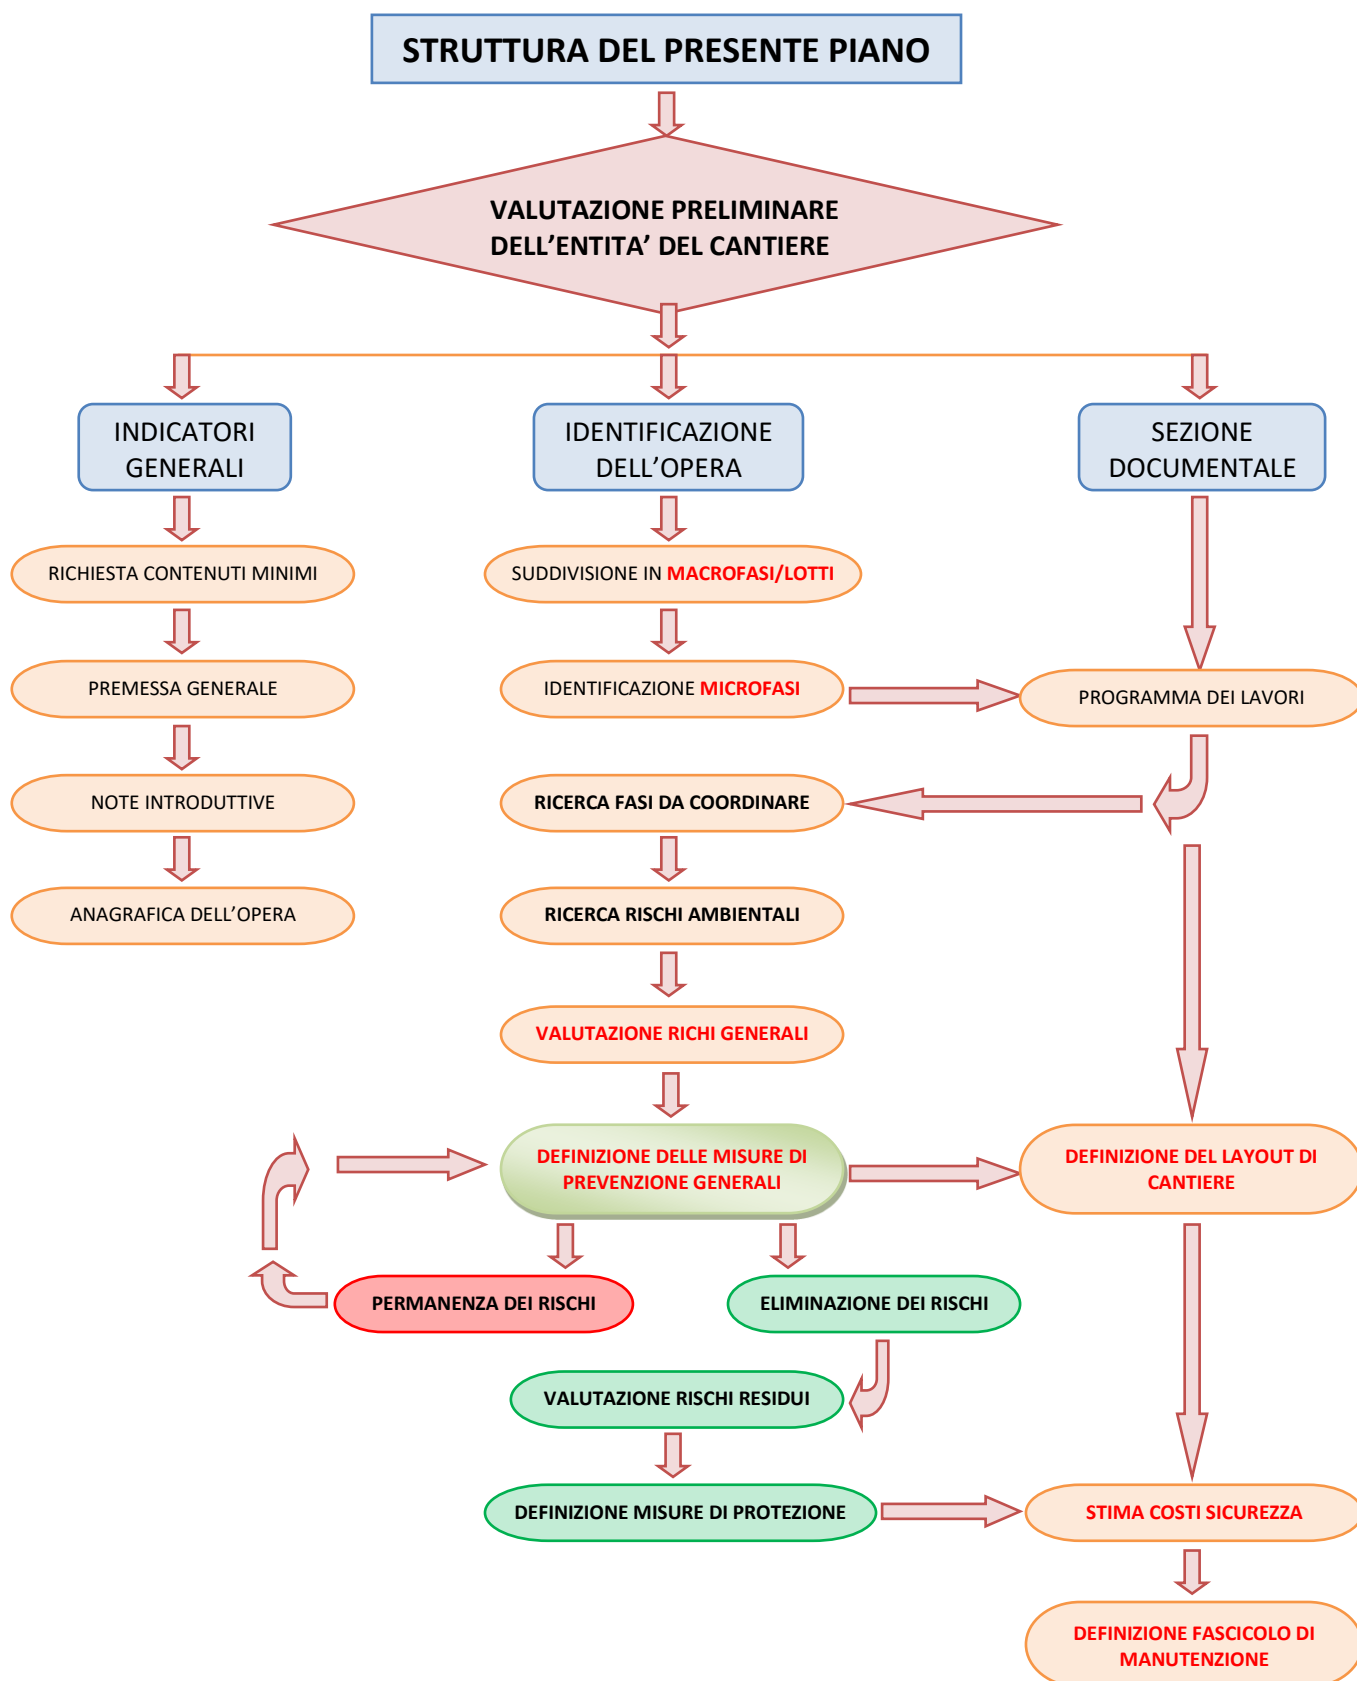 STRUTTURA DEL PRESENTE PIANO
VALUTAZIONE PRELIMINARE
DELL’ENTITA’ DEL CANTIERE
INDICATORI
GENERALI
IDENTIFICAZIONE
DELL’OPERA
SEZIONE
DOCUMENTALE
RICHIESTA CONTENUTI MINIMI
SUDDIVISIONE IN MACROFASI/LOTTI
PREMESSA GENERALE
IDENTIFICAZIONE MICROFASI
PROGRAMMA DEI LAVORI
NOTE INTRODUTTIVE
RICERCA FASI DA COORDINARE
ANAGRAFICA DELL’OPERA
RICERCA RISCHI AMBIENTALI
VALUTAZIONE RICHI GENERALI
DEFINIZIONE DELLE MISURE DI
PREVENZIONE GENERALI
DEFINIZIONE DEL LAYOUT DI
CANTIERE
PERMANENZA DEI RISCHI
ELIMINAZIONE DEI RISCHI
VALUTAZIONE RISCHI RESIDUI
DEFINIZIONE MISURE DI PROTEZIONE
STIMA COSTI SICUREZZA
DEFINIZIONE FASCICOLO DI
MANUTENZIONE